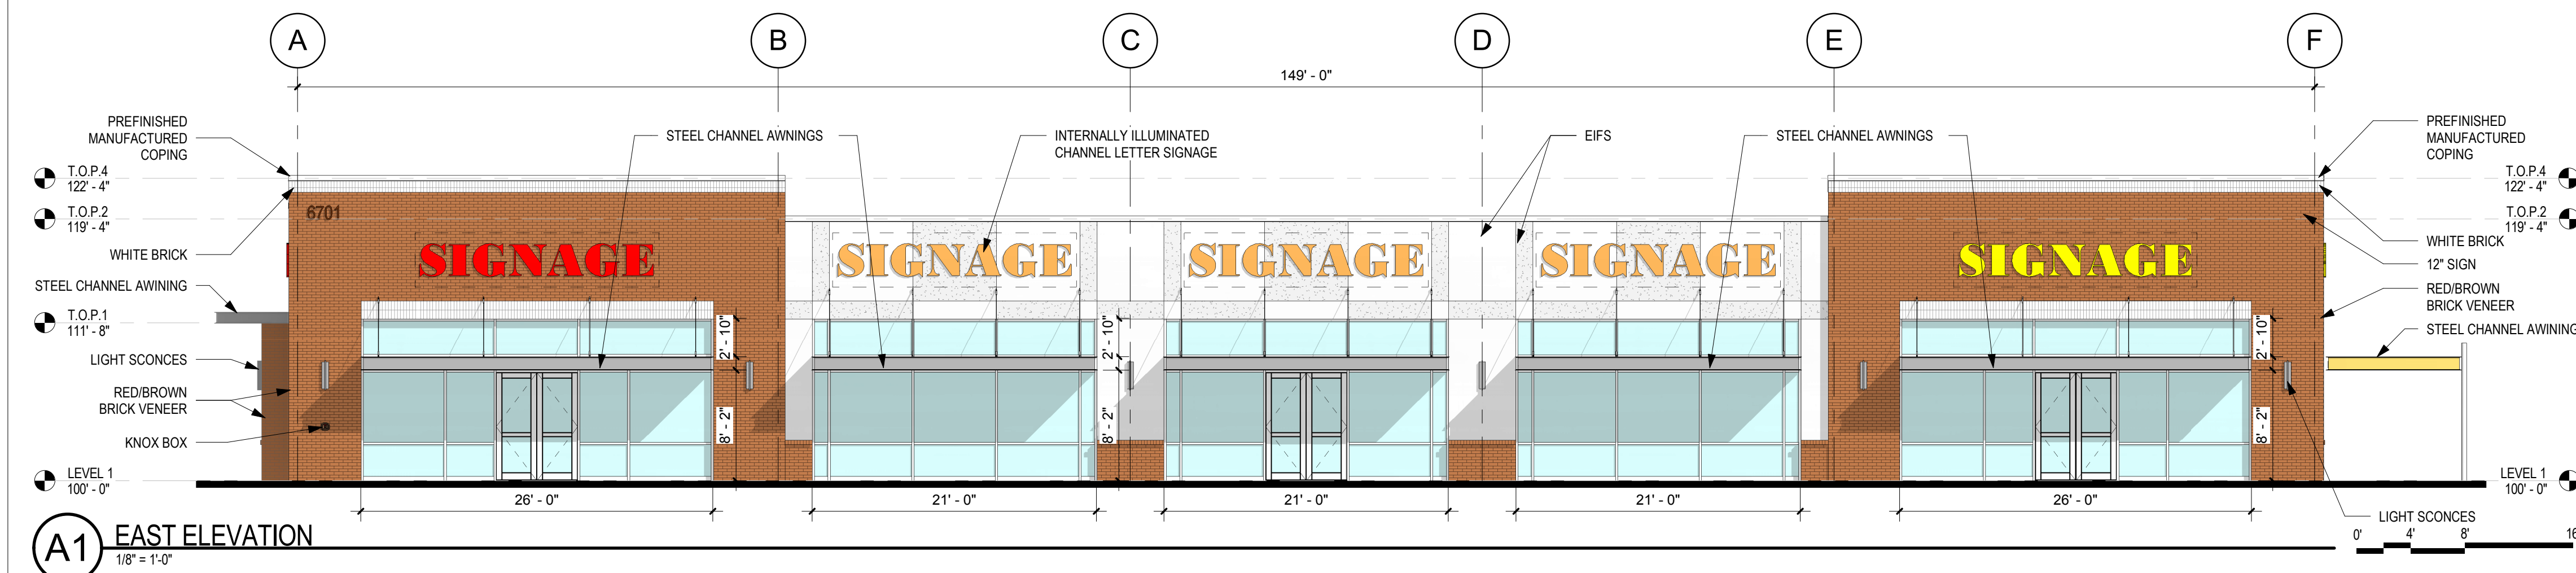 A B C D E F
149' - 0"
PREFINISHED
MANUFACTURED
COPING
STEEL CHANNEL AWNINGS
INTERNALLY ILLUMINATED
CHANNEL LETTER SIGNAGE
EIFS
STEEL CHANNEL AWNINGS
PREFINISHED
MANUFACTURED
COPING
T.O.P.4
122' - 4"
T.O.P.4
122' - 4"
T.O.P.2
119' - 4"
6701
T.O.P.2
119' - 4"
WHITE BRICK
SIGNAGE SIGNAGE SIGNAGE SIGNAGE SIGNAGE
WHITE BRICK
12" SIGN
STEEL CHANNEL AWINING
RED/BROWN
BRICK VENEER
T.O.P.1
111' - 8"
STEEL CHANNEL AWINING
2' - 10" 2' - 10" 2' - 10"
LIGHT SCONCES
RED/BROWN
BRICK VENEER
8' - 2" 8' - 2" 8' - 2"
KNOX BOX
LEVEL 1
100' - 0"
LEVEL 1
100' - 0"
26' - 0" 21' - 0" 21' - 0" 21' - 0" 26' - 0"
LIGHT SCONCES
A1 EAST ELEVATION
1/8" = 1'-0"
0' 4' 8' 16